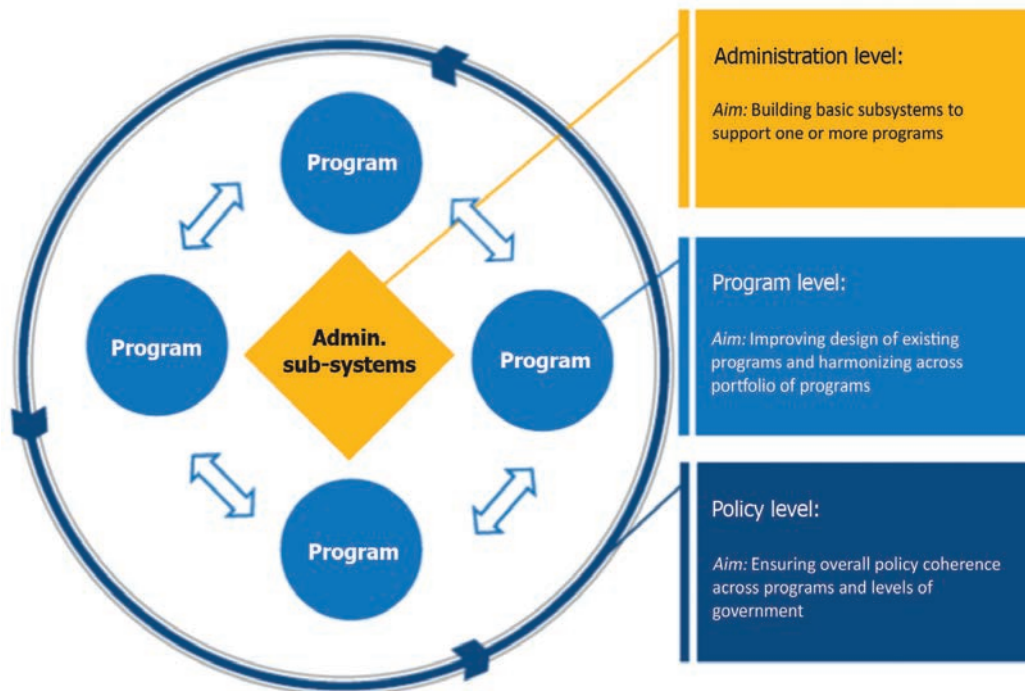 Program
Program
Admin.
sub-systems
Program
Program
Administration level:
Aim: Building basic subsystems to
support one or more programs
Program level:
Aim: Improving design of existing
programs and harmonizing across
portfolio of programs
Policy level:
Aim: Ensuring overall policy coherence
across programs and levels of
government